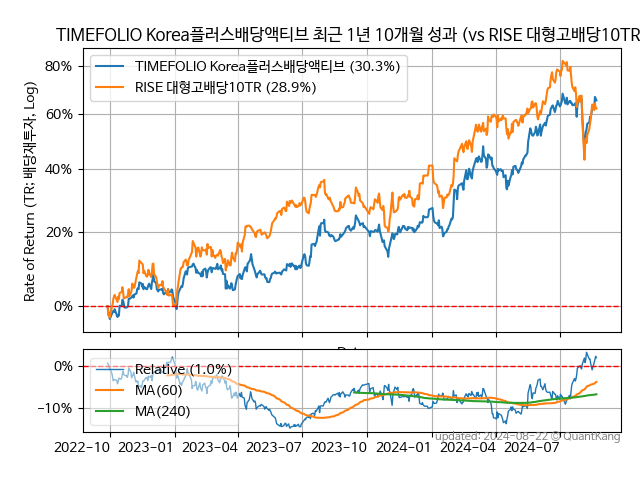 TIMEFOLIO Korea플러스배당액티브 최근 1년 10개월 성과 (vs RISE 대형고배당10TR
Rate of Return (TR: 배당재투자, Log)
80%
60%
40%
20%
0%
TIMEFOLIO Korea플러스배당액티브 (30.3%)
RISE 대형고배당10TR (28.9%)
0%
−10%
Relative (1.0%)
MA(60)
MA(240)
2022−10 2023−01 2023−04 2023−07 2023−10 2024−01 2024−04 2024−07
updated: 2024-08-22 © QuantKang